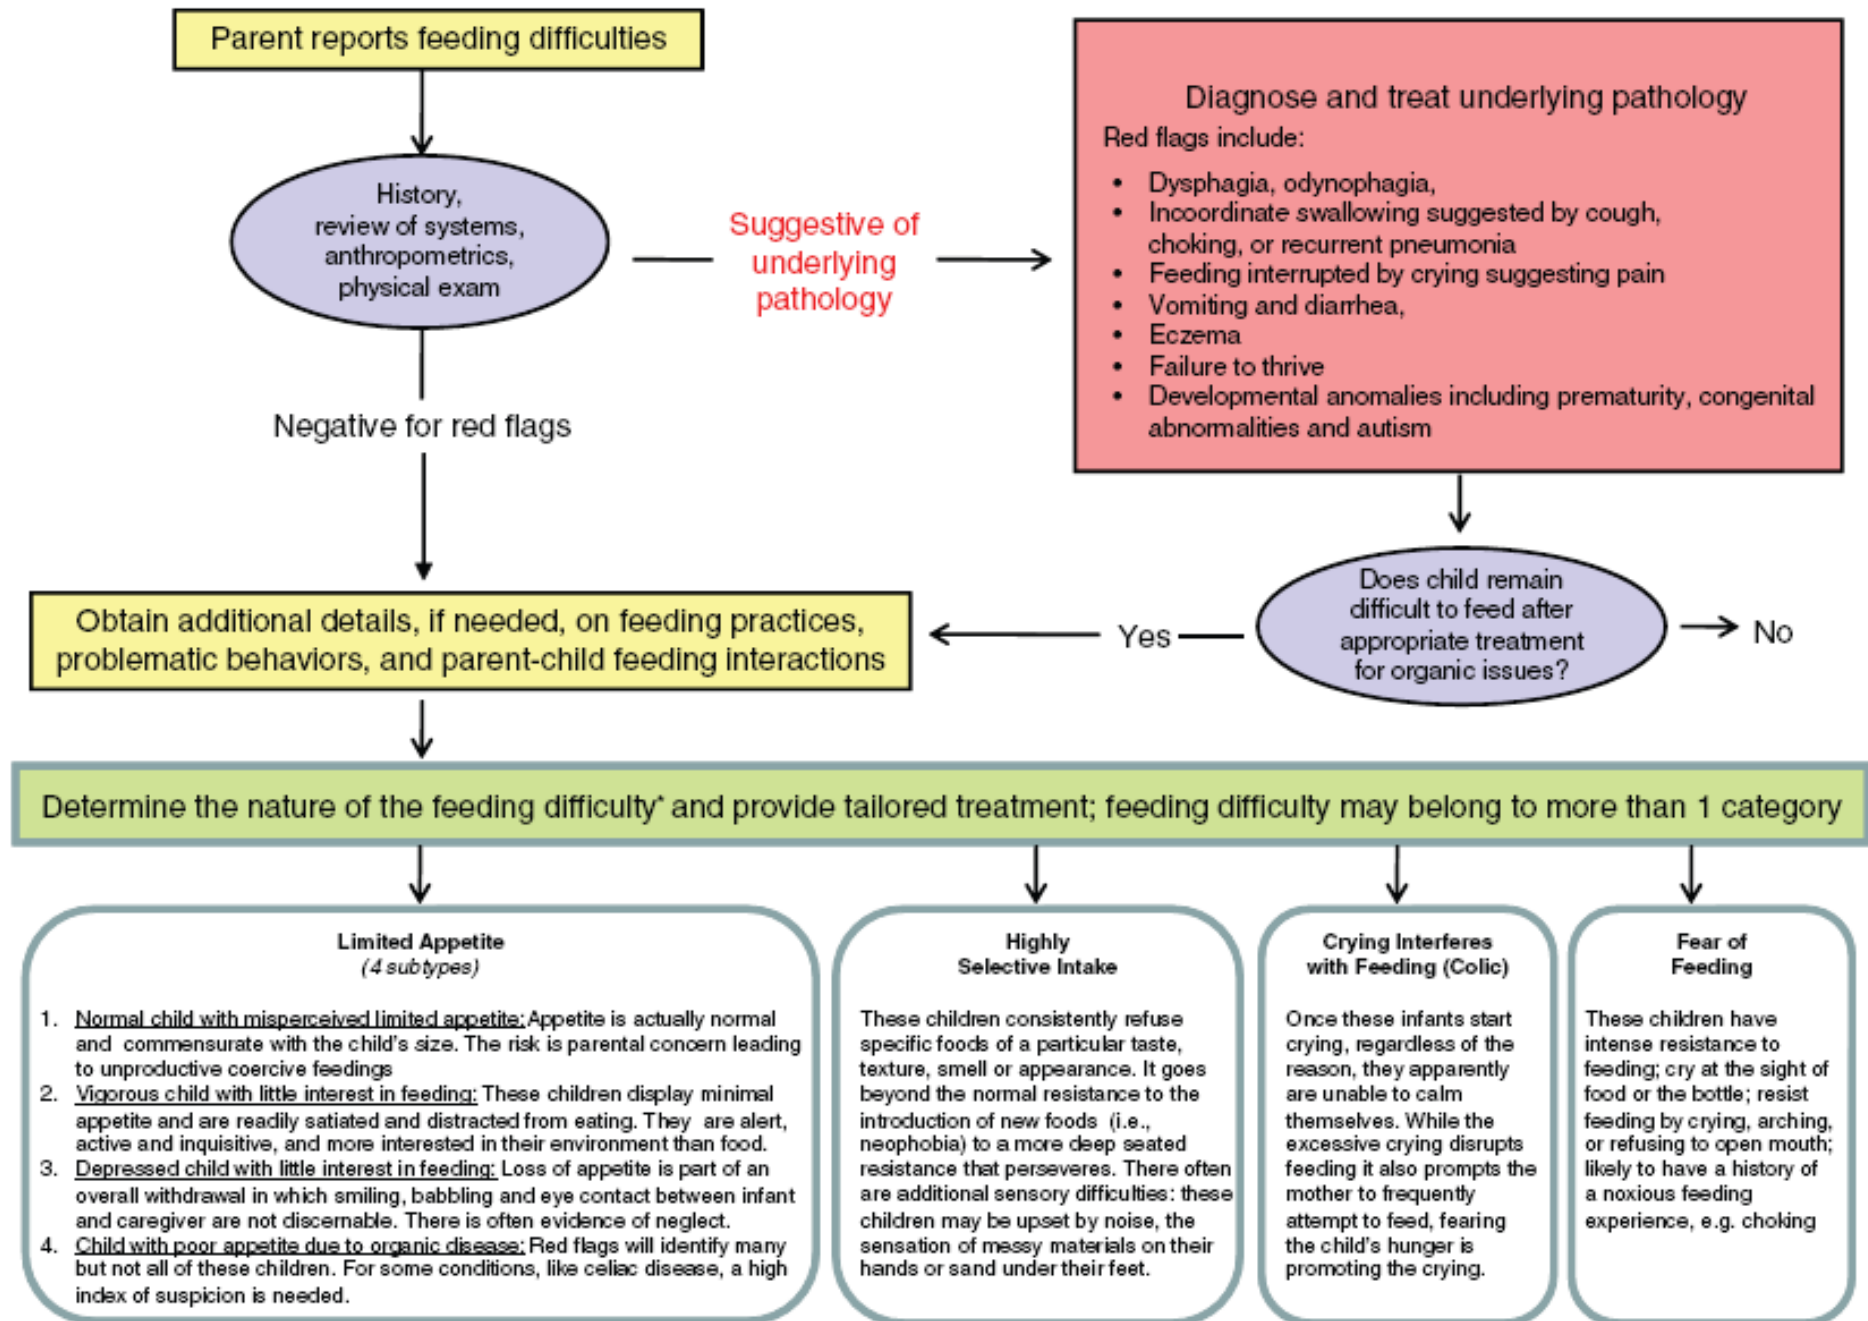 Parent reports feeding difficulties
History,
review of systems,
anthropometrics,
physical exam
Suggestive of
underlying
pathology
Diagnose and treat underlying pathology
Red flags include:
• Dysphagia, odynophagia,
• Incoordinate swallowing suggested by cough,
choking, or recurrent pneumonia
• Feeding interrupted by crying suggesting pain
• Vomiting and diarrhea,
• Eczema
• Failure to thrive
• Developmental anomalies including prematurity, congenital
abnormalities and autism
Negative for red flags
Does child remain
difficult to feed after
appropriate treatment
for organic issues?
Yes
No
Obtain additional details, if needed, on feeding practices,
problematic behaviors, and parent-child feeding interactions
Determine the nature of the feeding difficulty* and provide tailored treatment; feeding difficulty may belong to more than 1 category
Limited Appetite
(4 subtypes)
1. Normal child with misperceived limited appetite: Appetite is actually normal
and commensurate with the child's size. The risk is parental concern leading
to unproductive coercive feedings
2. Vigorous child with little interest in feeding: These children display minimal
appetite and are readily satiated and distracted from eating. They are alert,
active and inquisitive, and more interested in their environment than food.
3. Depressed child with little interest in feeding: Loss of appetite is part of an
overall withdrawal in which smiling, babbling and eye contact between infant
and caregiver are not discernable. There is often evidence of neglect.
4. Child with poor appetite due to organic disease: Red flags will identify many
but not all of these children. For some conditions, like celiac disease, a high
index of suspicion is needed.
Highly
Selective Intake
These children consistently refuse
specific foods of a particular taste,
texture, smell or appearance. It goes
beyond the normal resistance to the
introduction of new foods (i.e.,
neophobia) to a more deep seated
resistance that perseveres. There often
are additional sensory difficulties: these
children may be upset by noise, the
sensation of messy materials on their
hands or sand under their feet.
Crying Interferes
with Feeding (Colic)
Once these infants start
crying, regardless of the
reason, they apparently
are unable to calm
themselves. While the
excessive crying disrupts
feeding it also prompts the
mother to frequently
attempt to feed, fearing
the child's hunger is
promoting the crying.
Fear of
Feeding
These children have
intense resistance to
feeding; cry at the sight of
food or the bottle; resist
feeding by crying, arching,
or refusing to open mouth;
likely to have a history of
a noxious feeding
experience, e.g. choking